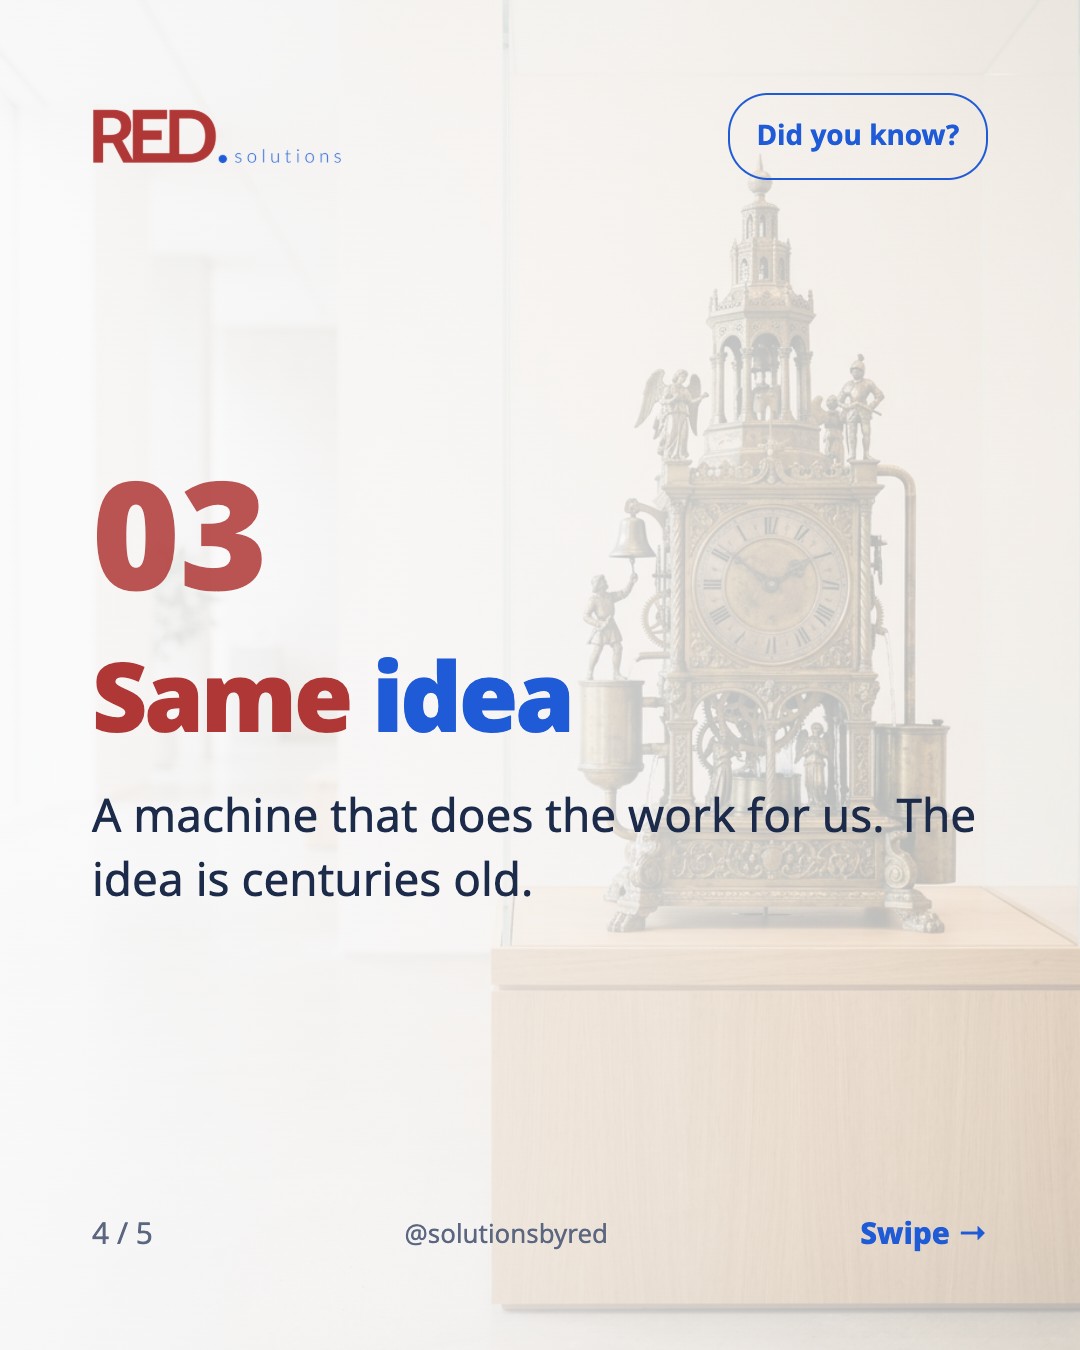 RED.solutions
Did you know?
03
Same idea
A machine that does the work for us. The
idea is centuries old.
4 / 5
@solutionsbyred
Swipe →